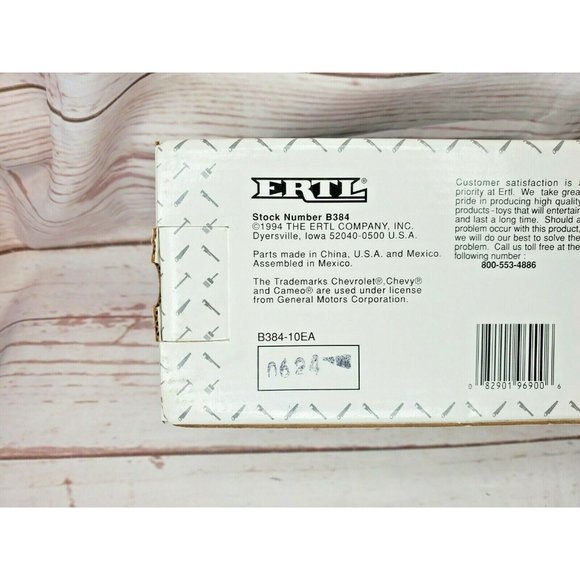 ERTL®
Stock Number B384
©1994 THE ERTL COMPANY, INC.
Dyersville, Iowa 52040-0500 U.S.A.
Parts made in China, U.S.A. and Mexico.
Assembled in Mexico.
The Trademarks Chevrolet®, Chevy®
and Cameo® are used under license
from General Motors Corporation.
B384-10EA
Customer satisfaction is a
priority at Ertl. We take grea
pride in producing high quality
products - toys that will entertain
and last a long time. Should a
problem occur with this product,
we will do our best to solve the
problem. Call us toll free at the
following number :
800-553-4886
0 82901 96900 6